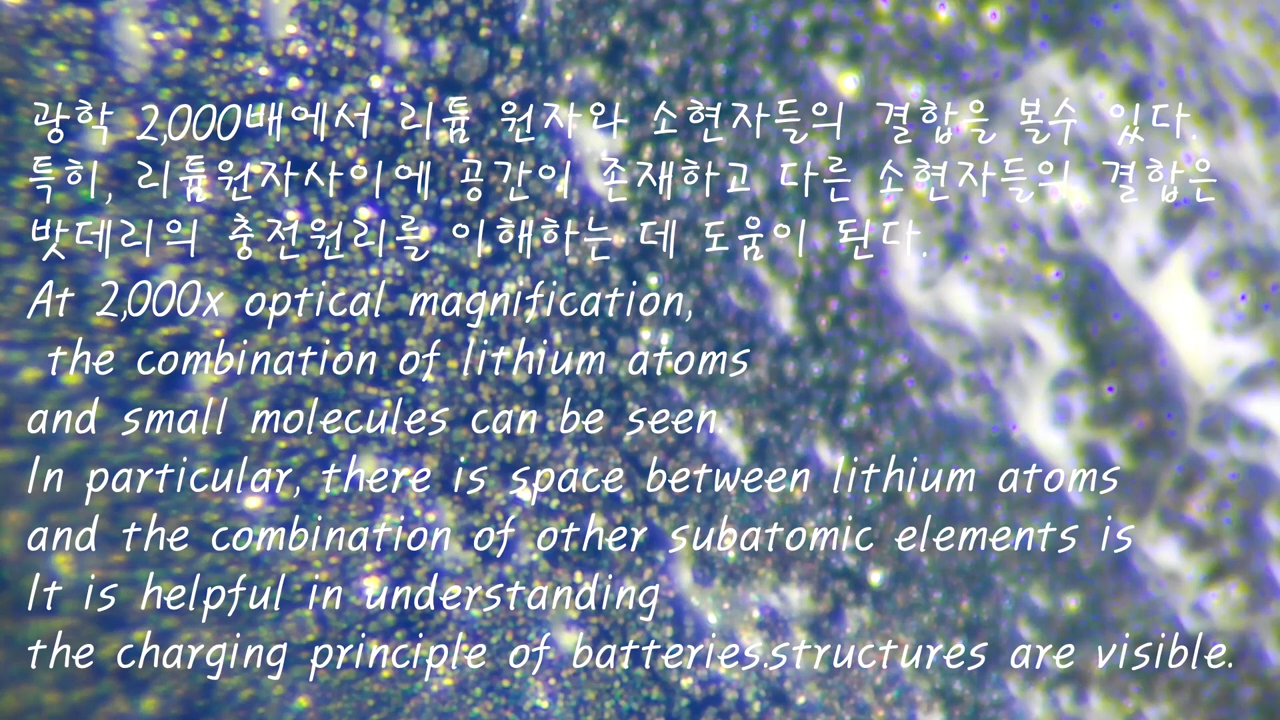 광학 2,000배에서 리튬 원자와 소현자들의 결합을 볼수 있다.
특히, 리튬원자사이에 공간이 존재하고 다른 소현자들의 결합은
밧데리의 충전원리를 이해하는 데 도움이 된다.
At 2,000x optical magnification,
the combination of lithium atoms
and small molecules can be seen.
In particular, there is space between lithium atoms
and the combination of other subatomic elements is
It is helpful in understanding
the charging principle of batteries.structures are visible.